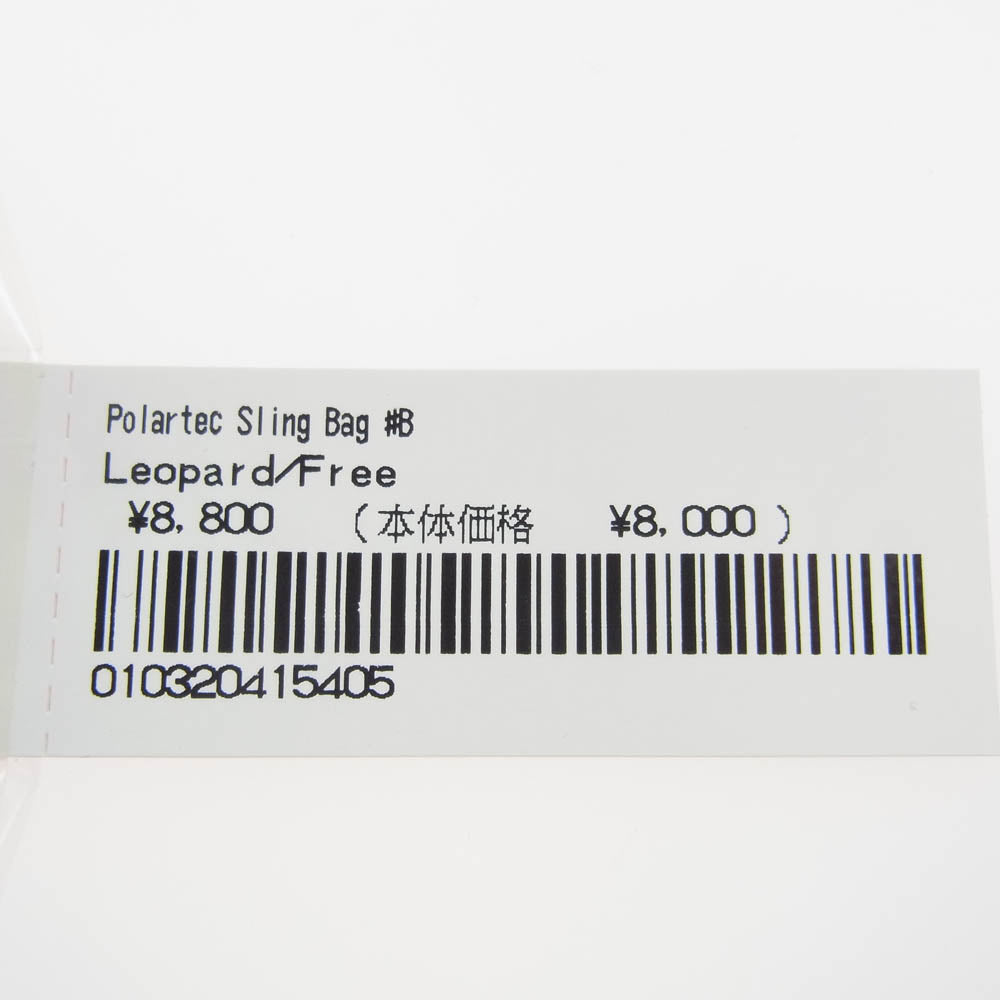 Polartec Sling Bag #B
Leopard/Free
¥8,800 (本体価格 ¥8,000)
010320415405